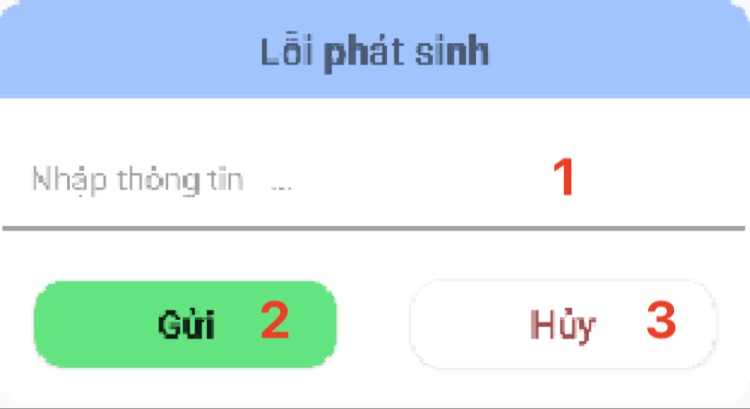 Lỗi phát sinh
Nhập thông tin ... 1
Gửi 2 Hủy 3